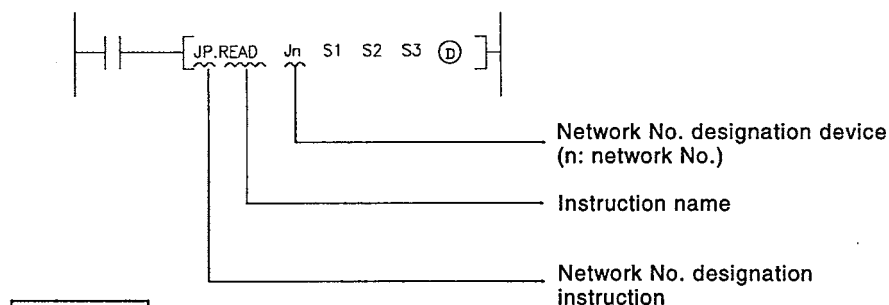 JP.READ Jn S1 S2 S3 D
Network No. designation device
(n: network No.)
Instruction name
Network No. designation
instruction